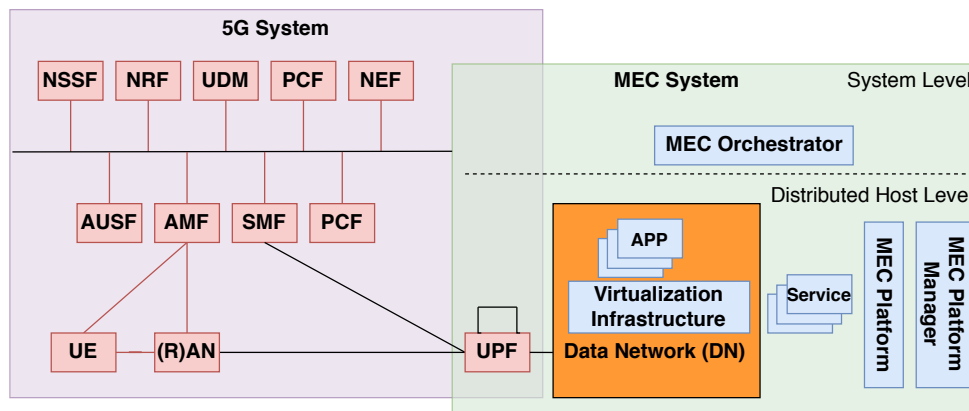 5G System
NSSF
NRF
UDM
PCF
NEF
MEC System
System Level
MEC Orchestrator
Distributed Host Level
AUSF
AMF
SMF
PCF
APP
Virtualization
Infrastructure
Service
MEC Platform
MEC Platform
Manager
UE
(R)AN
UPF
Data Network (DN)